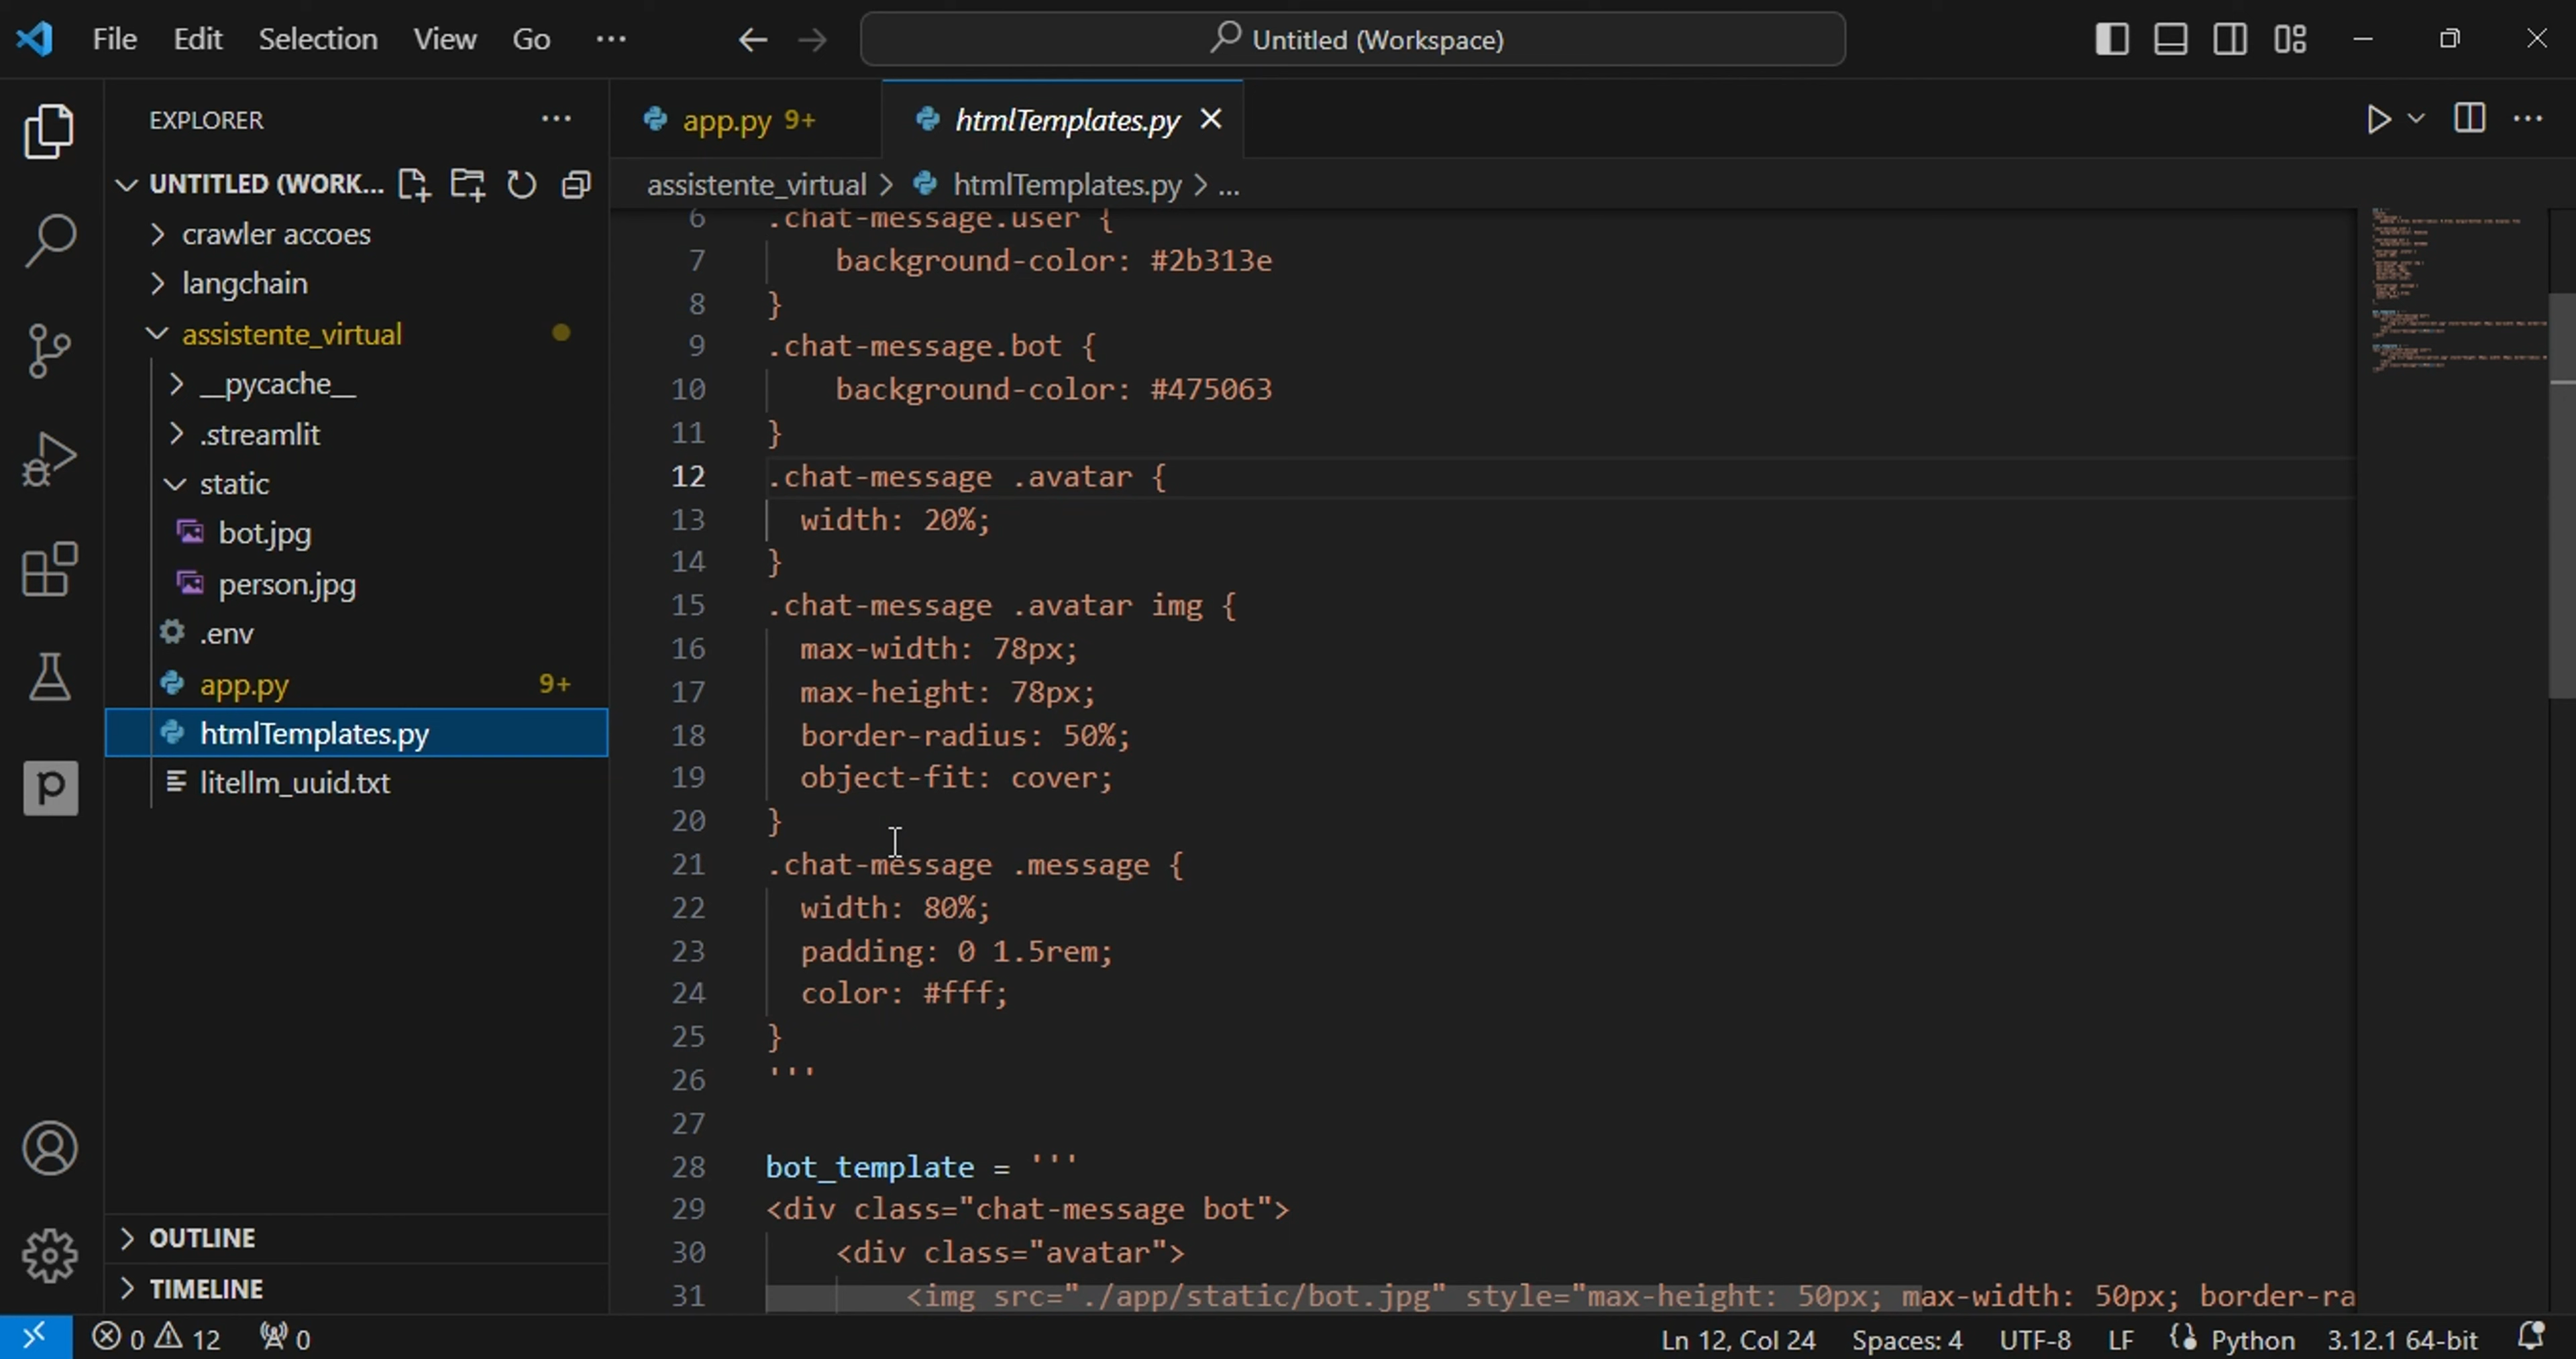 File Edit Selection View Go ··· Untitled (Workspace)
EXPLORER
UNTITLED (WORK...
crawler accoes
langchain
assistente_virtual
__pycache__
.streamlit
static
bot.jpg
person.jpg
.env
app.py 9+
htmlTemplates.py
litellm_uuid.txt
OUTLINE
TIMELINE
app.py 9+ htmlTemplates.py
assistente_virtual > htmlTemplates.py > ...
6 .chat-message.user {
7 background-color: #2b313e
8 }
9 .chat-message.bot {
10 background-color: #475063
11 }
12 .chat-message .avatar {
13 width: 20%;
14 }
15 .chat-message .avatar img {
16 max-width: 78px;
17 max-height: 78px;
18 border-radius: 50%;
19 object-fit: cover;
20 }
21 .chat-message .message {
22 width: 80%;
23 padding: 0 1.5rem;
24 color: #fff;
25 }
26 '''
27
28 bot_template = '''
29 <div class="chat-message bot">
30 <div class="avatar">
31 <img src="./app/static/bot.jpg" style="max-height: 50px; max-width: 50px; border-ra
0 12 0 Ln 12, Col 24 Spaces: 4 UTF-8 LF Python 3.12.1 64-bit